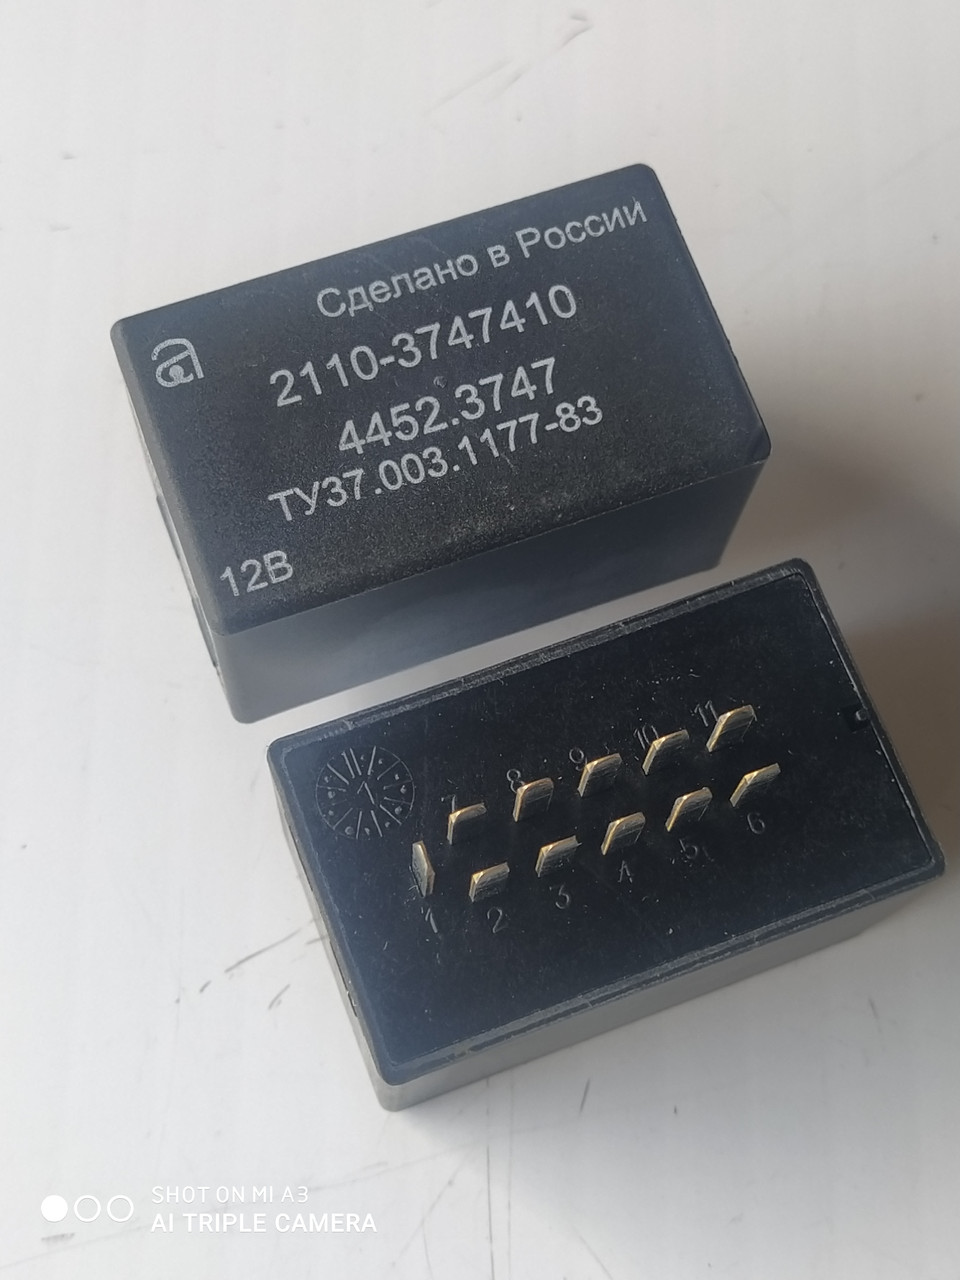 Сделано в России
2110-3747410
4452.3747
ТУ37.003.1177-83
12В
7 8 9 10 11
1 2 3 4 5 6
SHOT ON MI A3
AI TRIPLE CAMERA